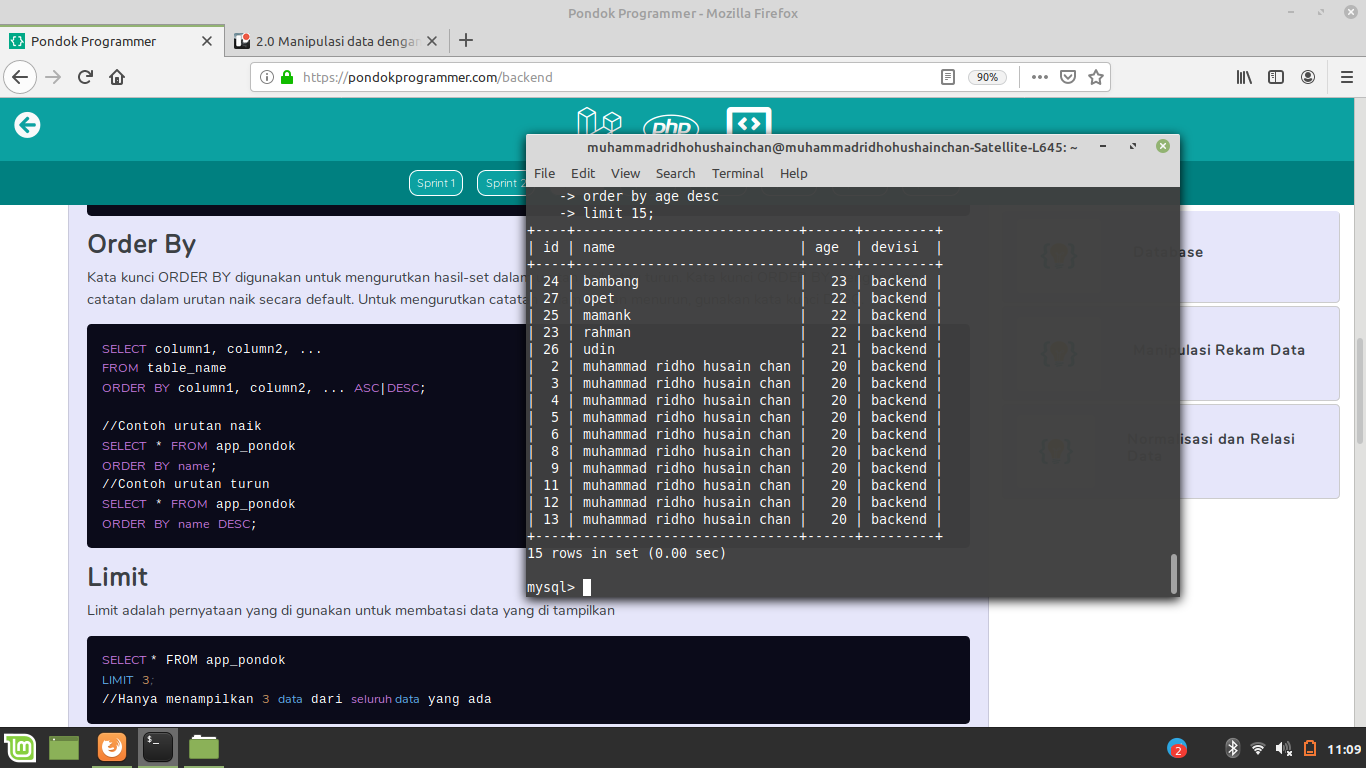 Pondok Programmer - Mozilla Firefox
Pondok Programmer
2.0 Manipulasi data dengan
https://pondokprogrammer.com/backend
90%
php
Sprint 1
Sprint 2
Order By
Kata kunci ORDER BY digunakan untuk mengurutkan hasil-set dalam
catatan dalam urutan naik secara default. Untuk mengurutkan catata
SELECT column1, column2, ...
FROM table_name
ORDER BY column1, column2, ... ASC|DESC;
//Contoh urutan naik
SELECT * FROM app_pondok
ORDER BY name;
//Contoh urutan turun
SELECT * FROM app_pondok
ORDER BY name DESC;
Limit
Limit adalah pernyataan yang di gunakan untuk membatasi data yang di tampilkan
SELECT * FROM app_pondok
LIMIT 3;
//Hanya menampilkan 3 data dari seluruh data yang ada
Database
Manipulasi Rekam Data
Normalisasi dan Relasi
Data
muhammadridhohushainchan@muhammadridhohushainchan-Satellite-L645: ~
File Edit View Search Terminal Help
-> order by age desc
-> limit 15;
+----+----------------------------+------+---------+
| id | name | age | devisi |
+----+----------------------------+------+---------+
| 24 | bambang | 23 | backend |
| 27 | opet | 22 | backend |
| 25 | mamank | 22 | backend |
| 23 | rahman | 22 | backend |
| 26 | udin | 21 | backend |
| 2 | muhammad ridho husain chan | 20 | backend |
| 3 | muhammad ridho husain chan | 20 | backend |
| 4 | muhammad ridho husain chan | 20 | backend |
| 5 | muhammad ridho husain chan | 20 | backend |
| 6 | muhammad ridho husain chan | 20 | backend |
| 8 | muhammad ridho husain chan | 20 | backend |
| 9 | muhammad ridho husain chan | 20 | backend |
| 11 | muhammad ridho husain chan | 20 | backend |
| 12 | muhammad ridho husain chan | 20 | backend |
| 13 | muhammad ridho husain chan | 20 | backend |
+----+----------------------------+------+---------+
15 rows in set (0.00 sec)
mysql>
2
11:09